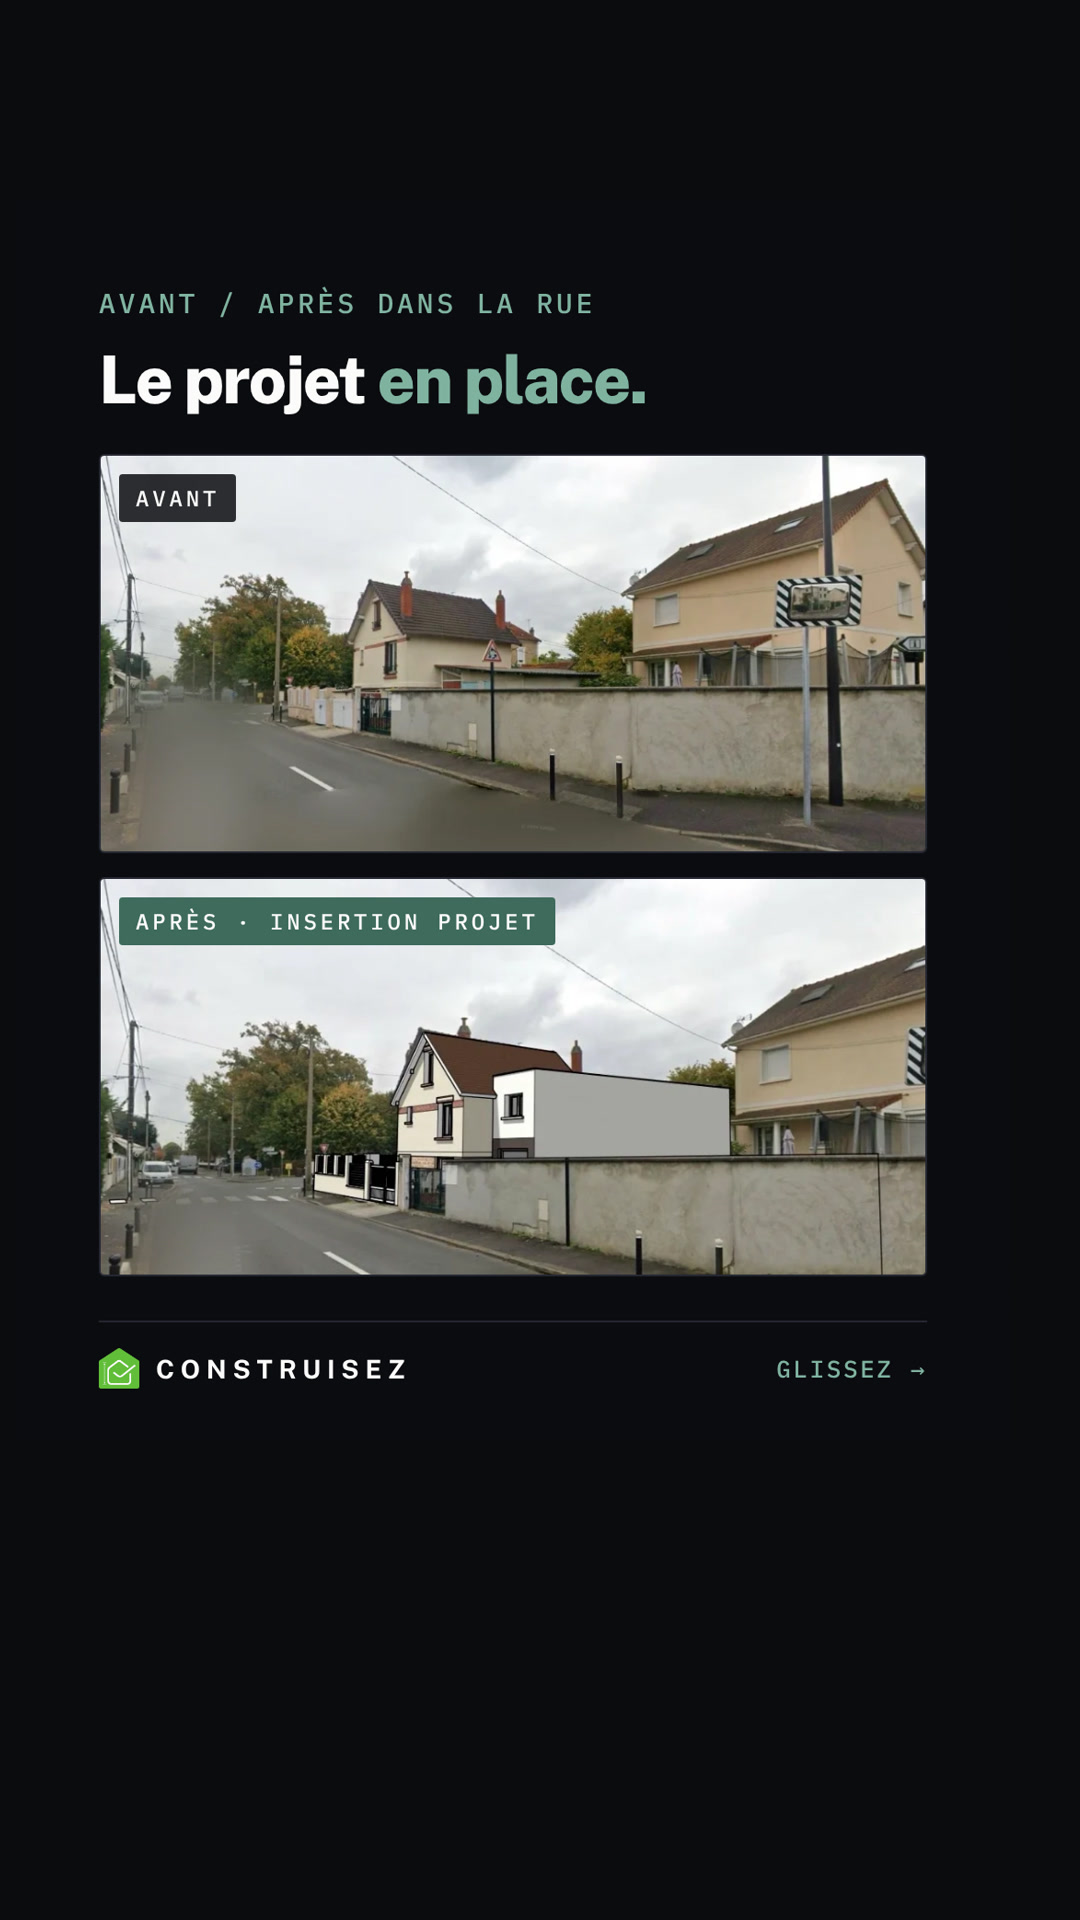 AVANT / APRÈS DANS LA RUE
Le projet en place.
AVANT
APRÈS · INSERTION PROJET
CONSTRUISEZ
GLISSEZ →